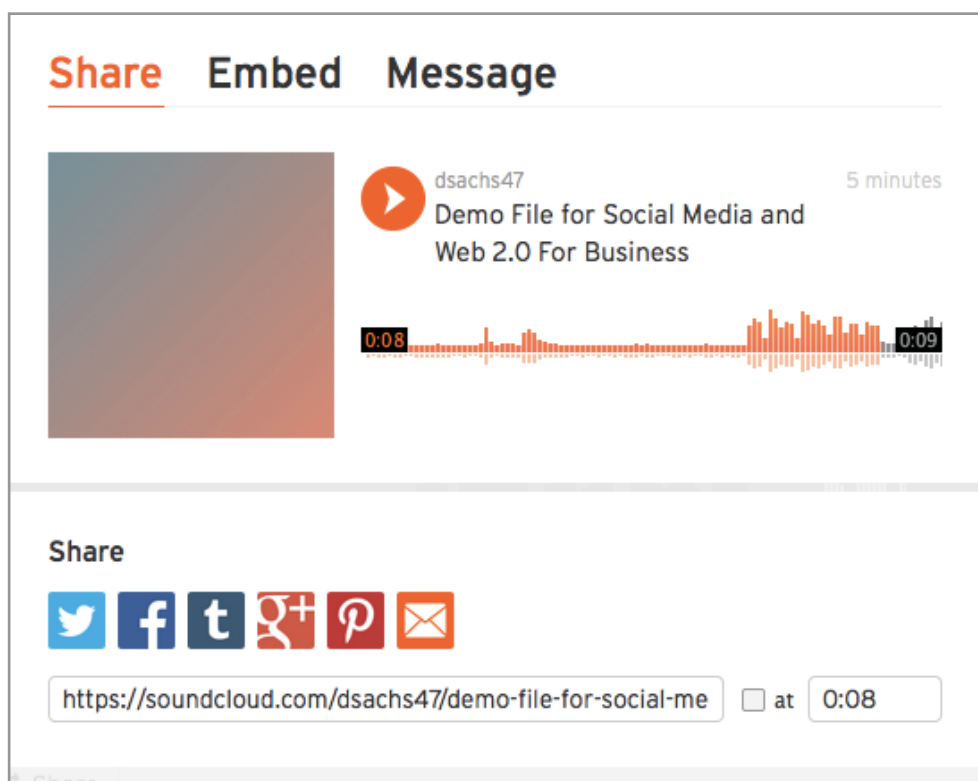 Share Embed Message
dsachs47 5 minutes
Demo File for Social Media and
Web 2.0 For Business
0:08 0:09
Share
https://soundcloud.com/dsachs47/demo-file-for-social-me at 0:08